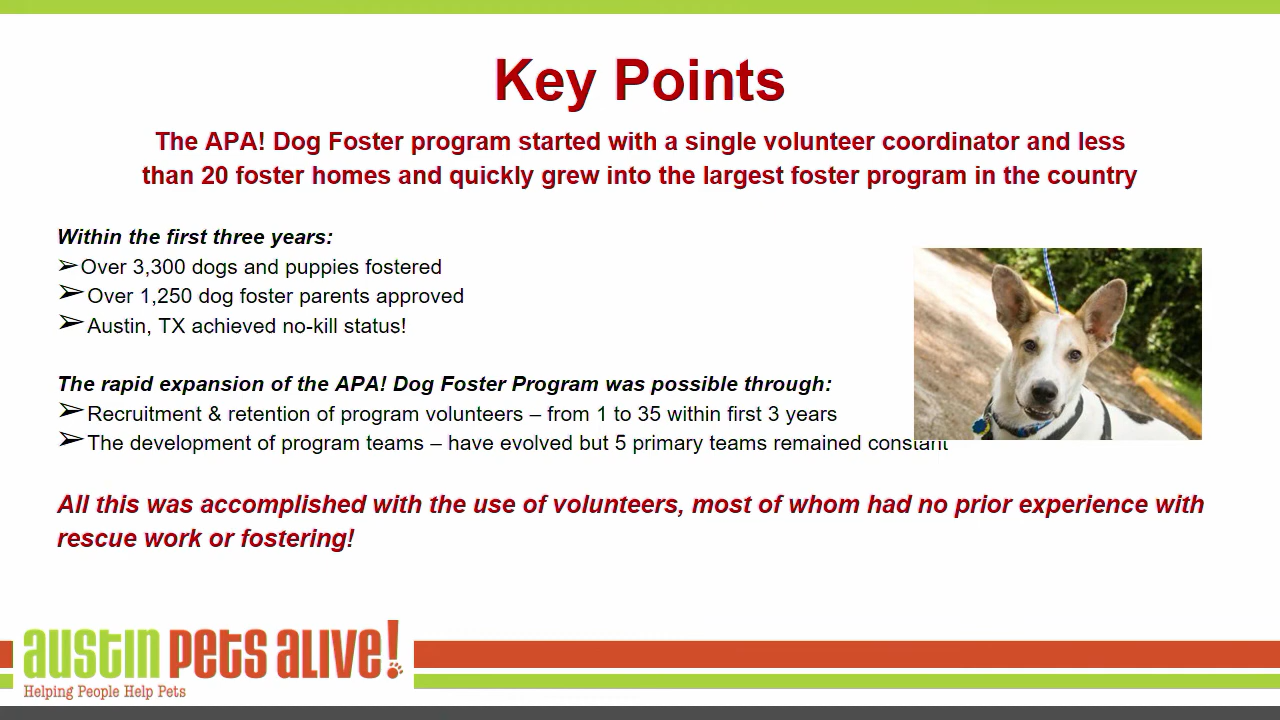 Key Points
The APA! Dog Foster program started with a single volunteer coordinator and less
than 20 foster homes and quickly grew into the largest foster program in the country
Within the first three years:
➢Over 3,300 dogs and puppies fostered
➢Over 1,250 dog foster parents approved
➢Austin, TX achieved no-kill status!
The rapid expansion of the APA! Dog Foster Program was possible through:
➢Recruitment & retention of program volunteers – from 1 to 35 within first 3 years
➢The development of program teams – have evolved but 5 primary teams remained constant
All this was accomplished with the use of volunteers, most of whom had no prior experience with
rescue work or fostering!
austin pets alive!
Helping People Help Pets